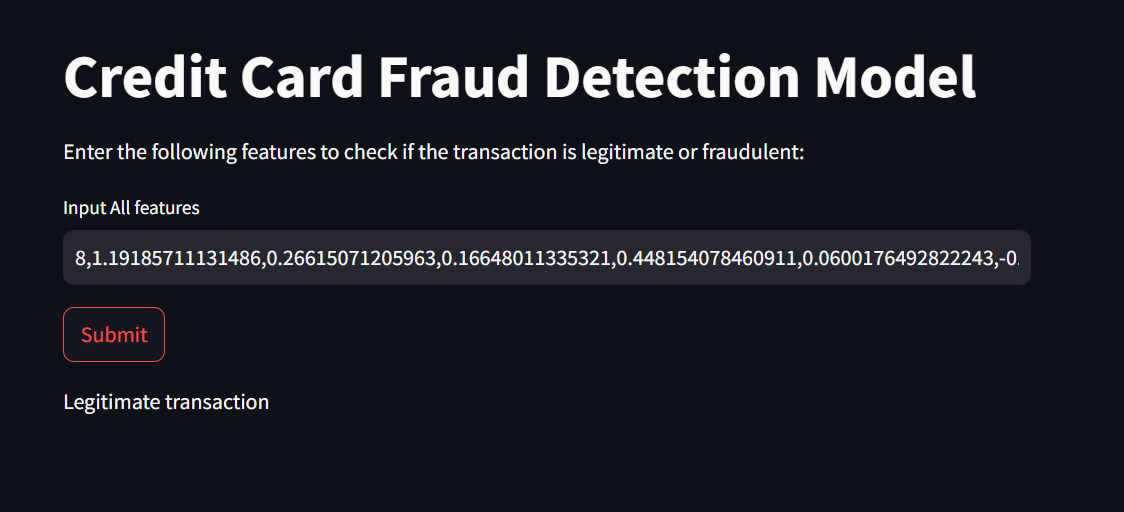 Credit Card Fraud Detection Model
Enter the following features to check if the transaction is legitimate or fraudulent:
Input All features
8,1.19185711131486,0.26615071205963,0.16648011335321,0.448154078460911,0.0600176492822243,-0.
Submit
Legitimate transaction